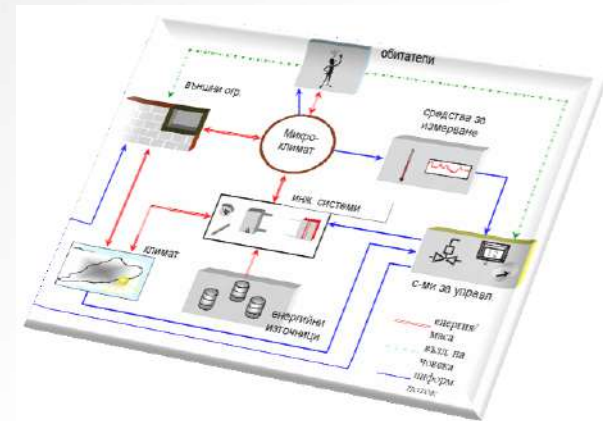 обитатели
външни огр.
средства за
измерване
Микро-
климат
инж. системи
климат
с-ми за управл.
енергийни
източници
енергия/
маса
възд. на
човека
информ